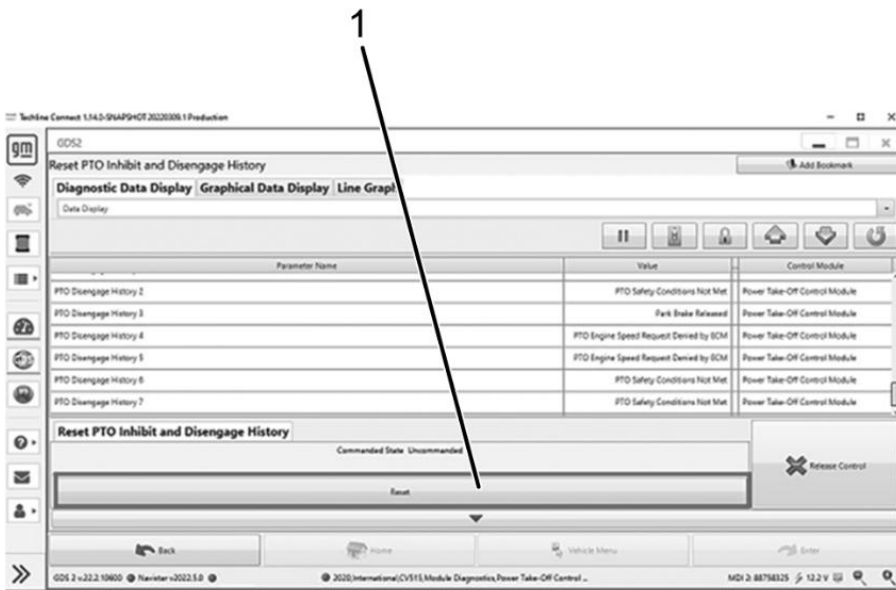 1
Techline Connect 1.14.0-SNAPSHOT 20220309.1 Production
gm
GDS2
Reset PTO Inhibit and Disengage History
Add Bookmark
Diagnostic Data Display Graphical Data Display Line Graph
Data Display
Parameter Name Value Control Module
PTO Disengage History 2 PTO Safety Conditions Not Met Power Take-Off Control Module
PTO Disengage History 3 Park Brake Released Power Take-Off Control Module
PTO Disengage History 4 PTO Engine Speed Request Denied by ECM Power Take-Off Control Module
PTO Disengage History 5 PTO Engine Speed Request Denied by ECM Power Take-Off Control Module
PTO Disengage History 6 PTO Safety Conditions Not Met Power Take-Off Control Module
PTO Disengage History 7 PTO Safety Conditions Not Met Power Take-Off Control Module
Reset PTO Inhibit and Disengage History
Commanded State Uncommanded
Release Control
Reset
Back Home Vehicle Menu Enter
GDS 2 v.22.2.10600 Navistar v2022.5.0 2020,International,CV515,Module Diagnostics,Power Take-Off Control ... MDI 2: 88758325 12.2 V